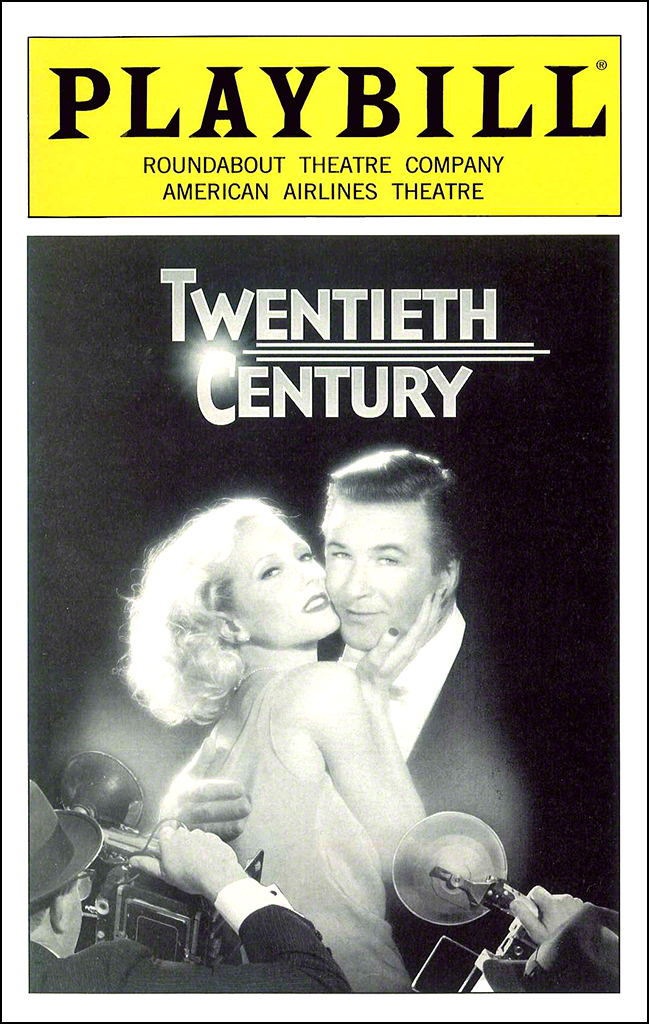 PLAYBILL®
ROUNDABOUT THEATRE COMPANY
AMERICAN AIRLINES THEATRE
TWENTIETH
CENTURY